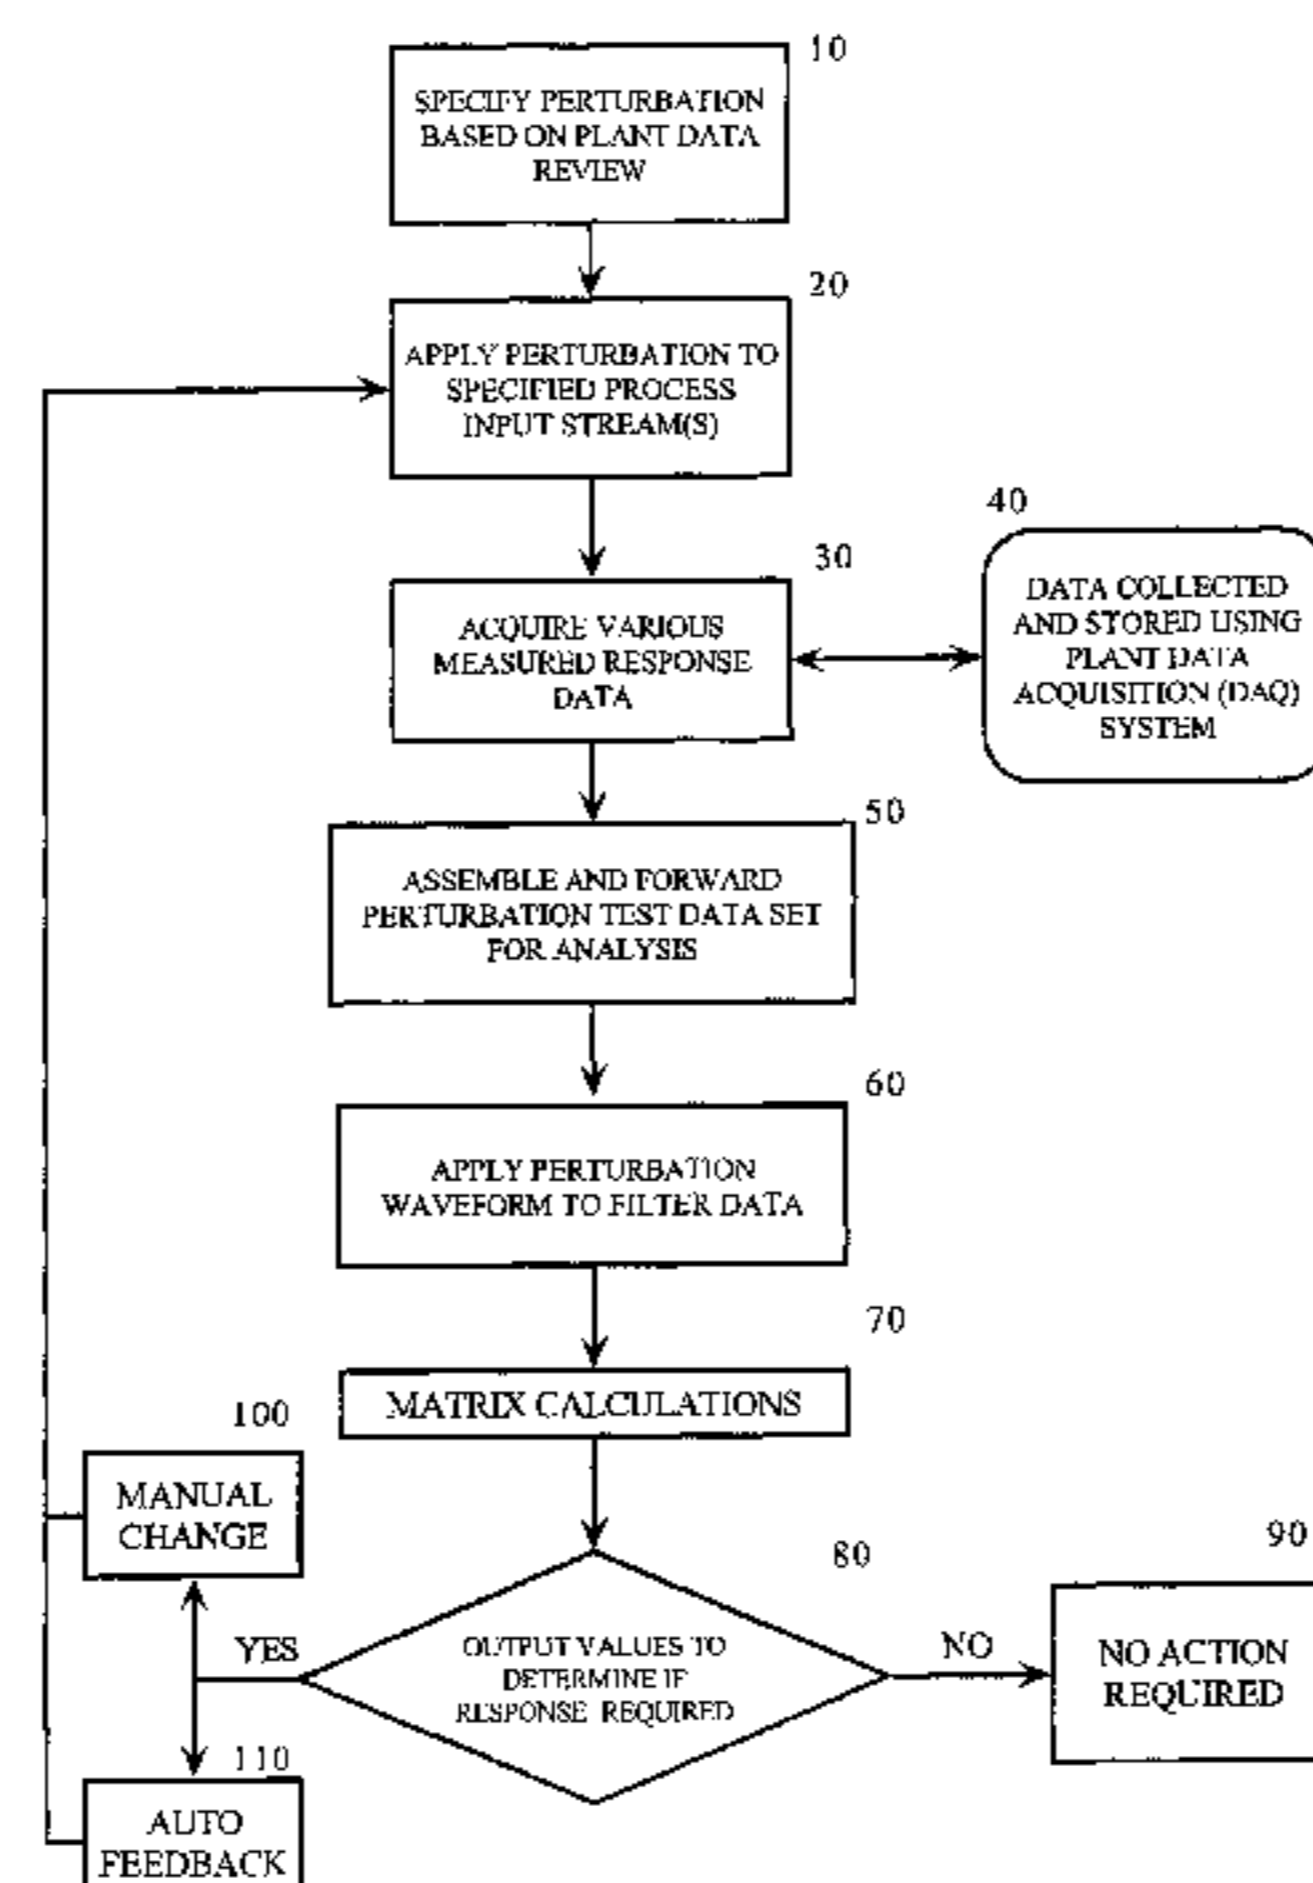 10
SPECIFY PERTURBATION
BASED ON PLANT DATA
REVIEW
20
APPLY PERTURBATION TO
SPECIFIED PROCESS
INPUT STREAM(S)
30
ACQUIRE VARIOUS
MEASURED RESPONSE
DATA
40
DATA COLLECTED
AND STORED USING
PLANT DATA
ACQUISITION (DAQ)
SYSTEM
50
ASSEMBLE AND FORWARD
PERTURBATION TEST DATA SET
FOR ANALYSIS
60
APPLY PERTURBATION
WAVEFORM TO FILTER DATA
70
MATRIX CALCULATIONS
80
OUTPUT VALUES TO
DETERMINE IF
RESPONSE REQUIRED
NO
90
NO ACTION
REQUIRED
YES
100
MANUAL
CHANGE
110
AUTO
FEEDBACK